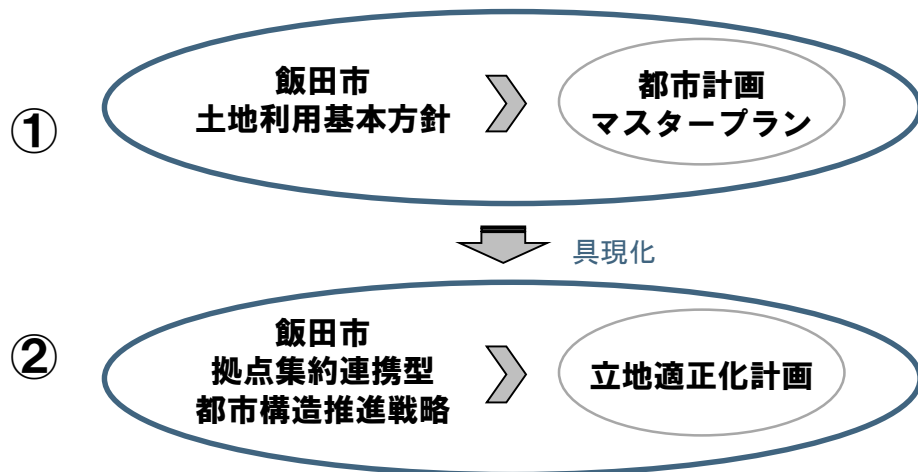 ①
飯田市
土地利用基本方針
都市計画
マスタープラン
具現化
②
飯田市
拠点集約連携型
都市構造推進戦略
立地適正化計画